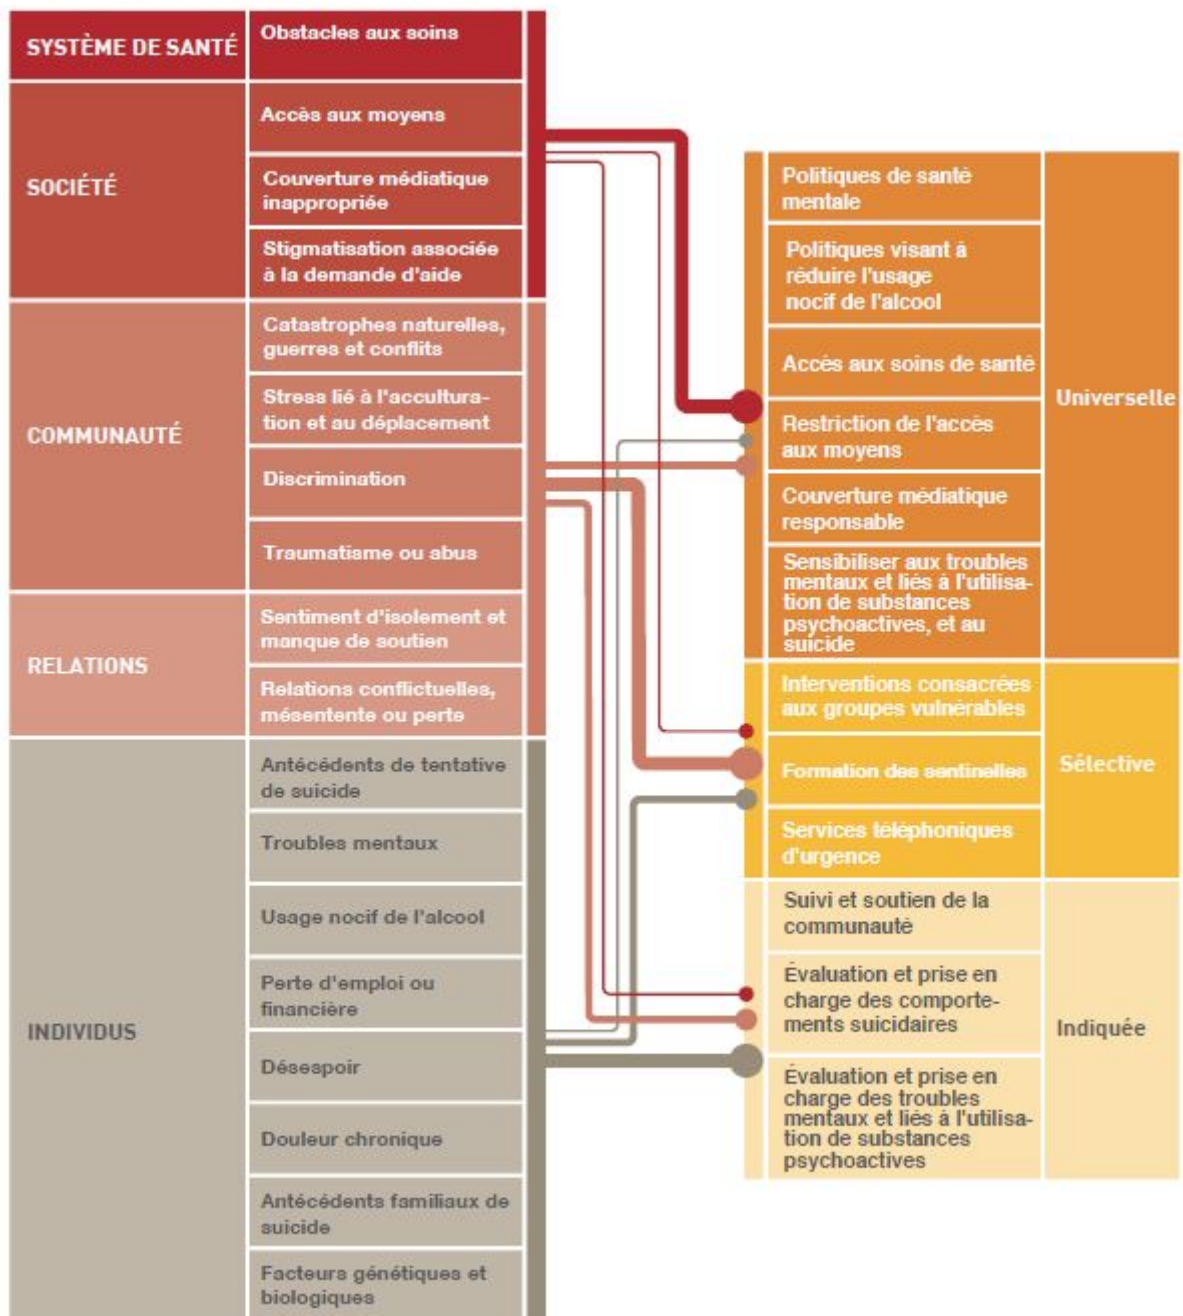 SYSTÈME DE SANTÉ
Obstacles aux soins
SOCIÉTÉ
Accès aux moyens
Couverture médiatique
inappropriée
Stigmatisation associée
à la demande d'aide
COMMUNAUTÉ
Catastrophes naturelles,
guerres et conflits
Stress lié à l'accultura-
tion et au déplacement
Discrimination
Traumatisme ou abus
RELATIONS
Sentiment d'isolement et
manque de soutien
Relations conflictuelles,
mésentente ou perte
INDIVIDUS
Antécédents de tentative
de suicide
Troubles mentaux
Usage nocif de l'alcool
Perte d'emploi ou
financière
Désespoir
Douleur chronique
Antécédents familiaux de
suicide
Facteurs génétiques et
biologiques
Politiques de santé
mentale
Politiques visant à
réduire l'usage
nocif de l'alcool
Accès aux soins de santé
Restriction de l'accès
aux moyens
Couverture médiatique
responsable
Sensibiliser aux troubles
mentaux et liés à l'utilisa-
tion de substances
psychoactives, et au
suicide
Universelle
Interventions consacrées
aux groupes vulnérables
Formation des sentinelles
Services téléphoniques
d'urgence
Sélective
Suivi et soutien de la
communauté
Évaluation et prise en
charge des comporte-
ments suicidaires
Évaluation et prise en
charge des troubles
mentaux et liés à l'utilisa-
tion de substances
psychoactives
Indiquée